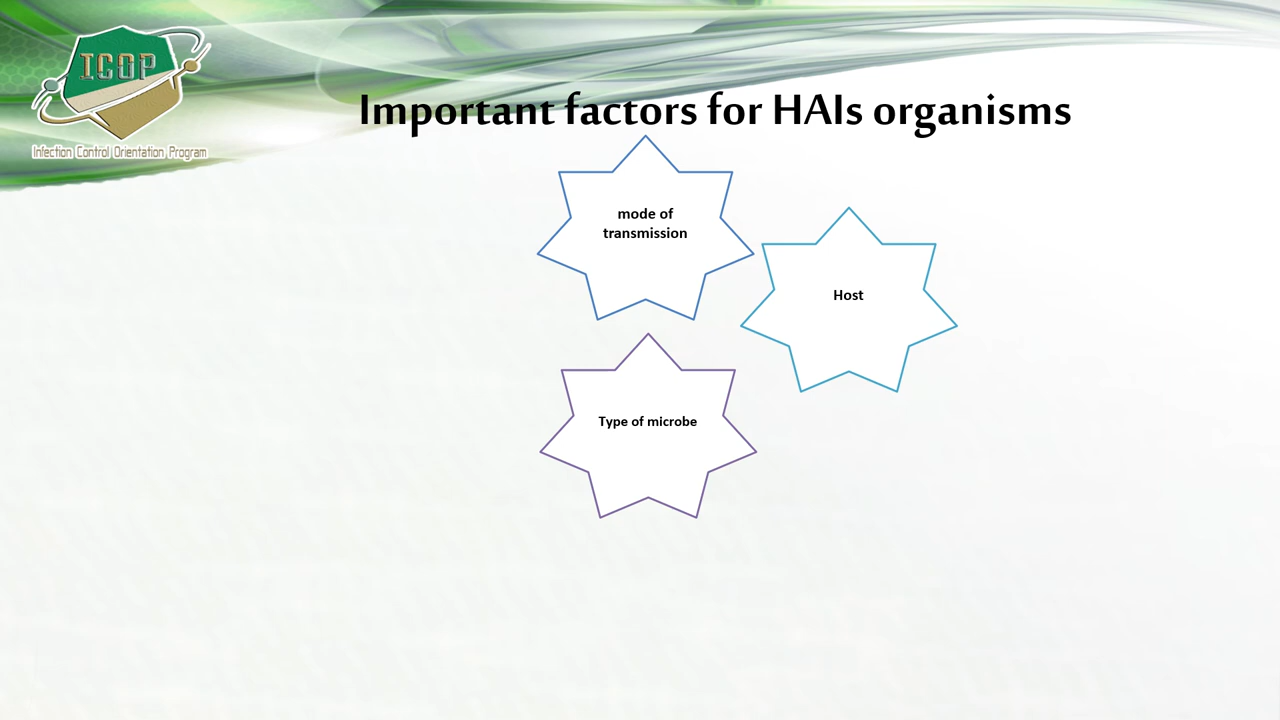 ICOP
Infection Control Orientation Program
Important factors for HAIs organisms
mode of
transmission
Host
Type of microbe